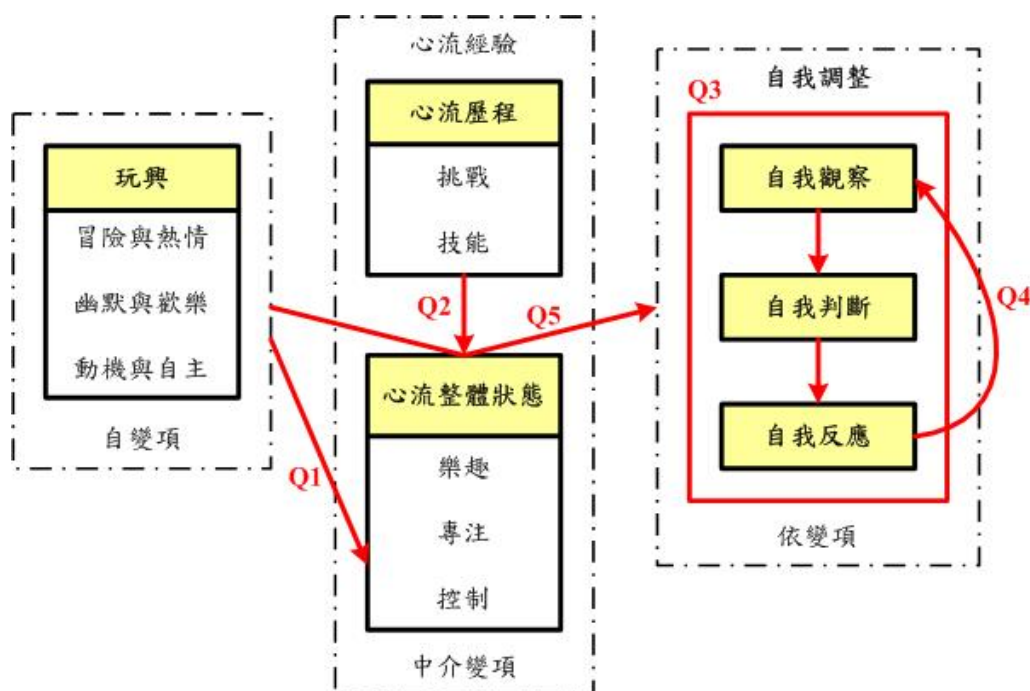 玩興
冒險與熱情
幽默與歡樂
動機與自主
自變項
Q1
心流經驗
心流歷程
挑戰
技能
Q2
Q5
心流整體狀態
樂趣
專注
控制
中介變項
自我調整
Q3
自我觀察
自我判斷
Q4
自我反應
依變項